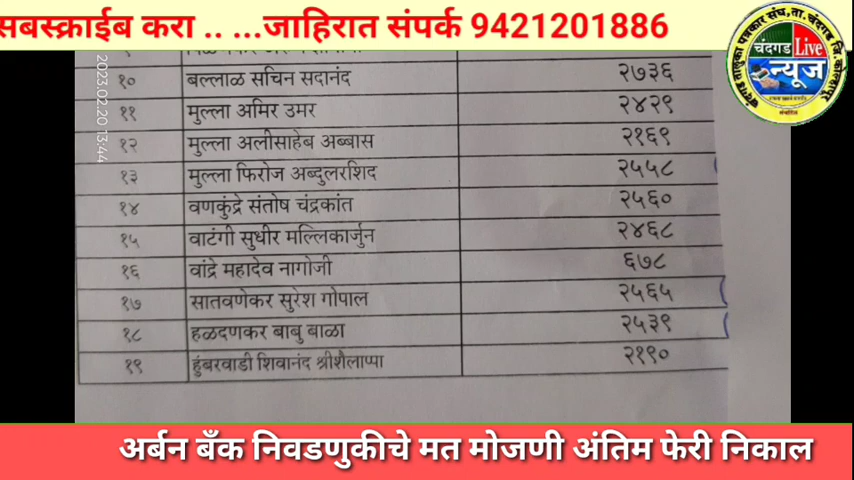 सबस्क्राईब करा .. ...जाहिरात संपर्क 9421201886
चंदगड Live
न्यूज
2023.02.20 13:44
१० बल्लाळ सचिन सदानंद २७३६
११ मुल्ला अमिर उमर २४२९
१२ मुल्ला अलीसाहेब अब्बास २१६९
१३ मुल्ला फिरोज अब्दुलरशिद २५५८
१४ वणकुंद्रे संतोष चंद्रकांत २५६०
१५ वाटंगी सुधीर मल्लिकार्जुन २४६८
१६ वांद्रे महादेव नागोजी ६७८
१७ सातवणेकर सुरेश गोपाल २५६५
१८ हळदणकर बाबु बाळा २५३९
१९ हुंबरवाडी शिवानंद श्रीशैलाप्पा २१९०
अर्बन बँक निवडणुकीचे मत मोजणी अंतिम फेरी निकाल